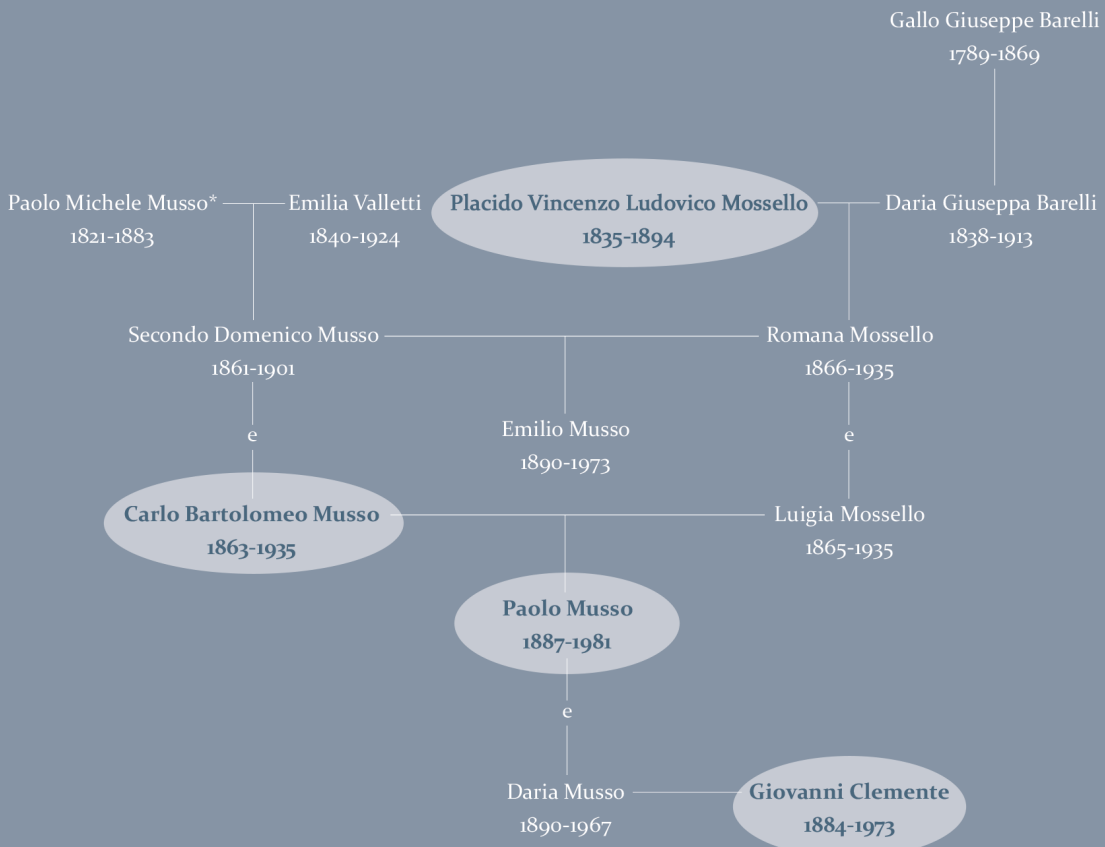 Gallo Giuseppe Barelli
1789-1869
Paolo Michele Musso*
1821-1883
Emilia Valletti
1840-1924
Placido Vincenzo Ludovico Mossello
1835-1894
Daria Giuseppa Barelli
1838-1913
Secondo Domenico Musso
1861-1901
Romana Mossello
1866-1935
e
Emilio Musso
1890-1973
e
Carlo Bartolomeo Musso
1863-1935
Luigia Mossello
1865-1935
Paolo Musso
1887-1981
e
Daria Musso
1890-1967
Giovanni Clemente
1884-1973